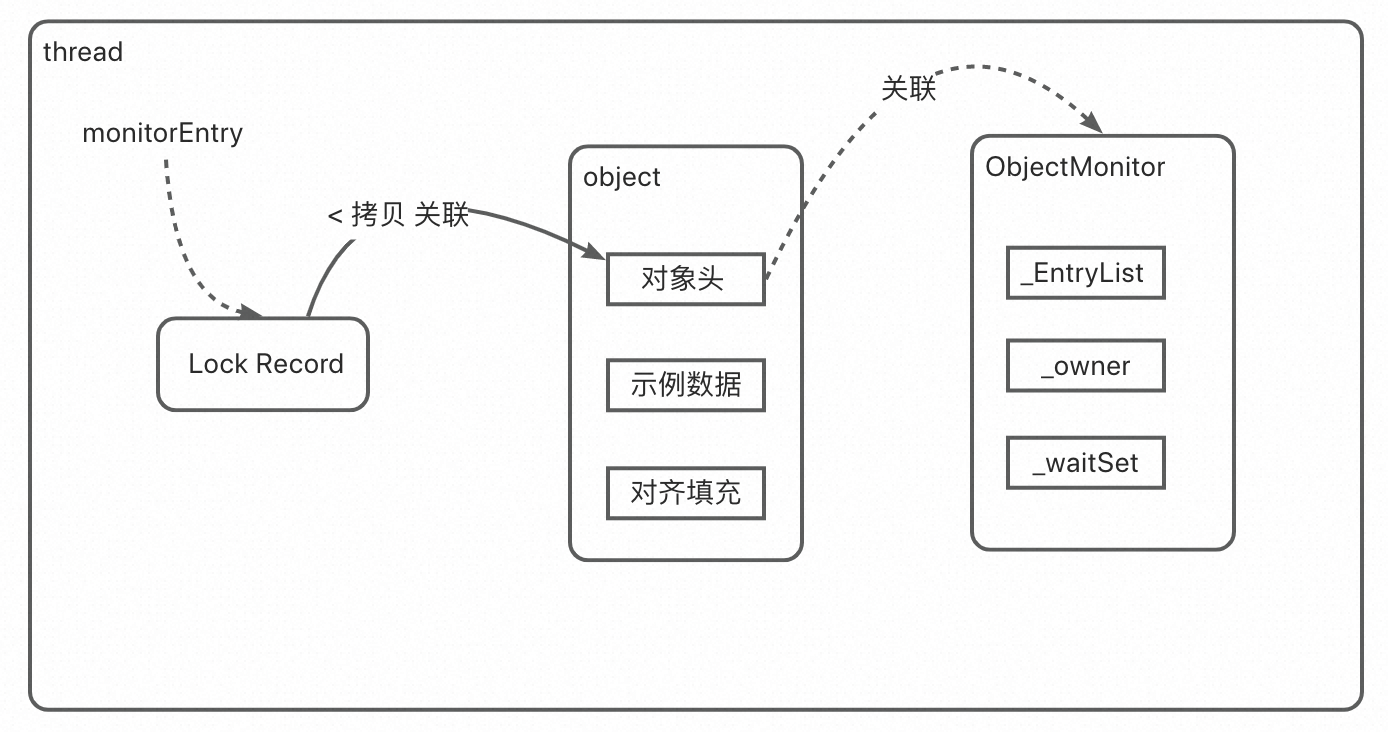 thread
monitorEntry
< 拷贝 关联
Lock Record
object
对象头
示例数据
对齐填充
关联
ObjectMonitor
_EntryList
_owner
_waitSet